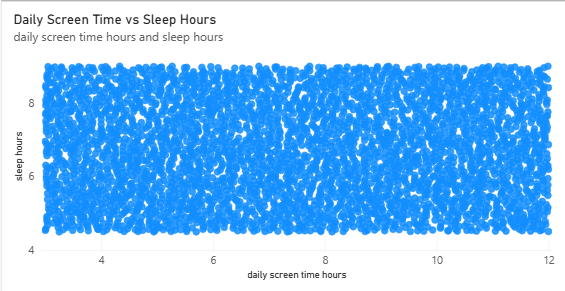 Daily Screen Time vs Sleep Hours
daily screen time hours and sleep hours
8
6
4
sleep hours
4 6 8 10 12
daily screen time hours